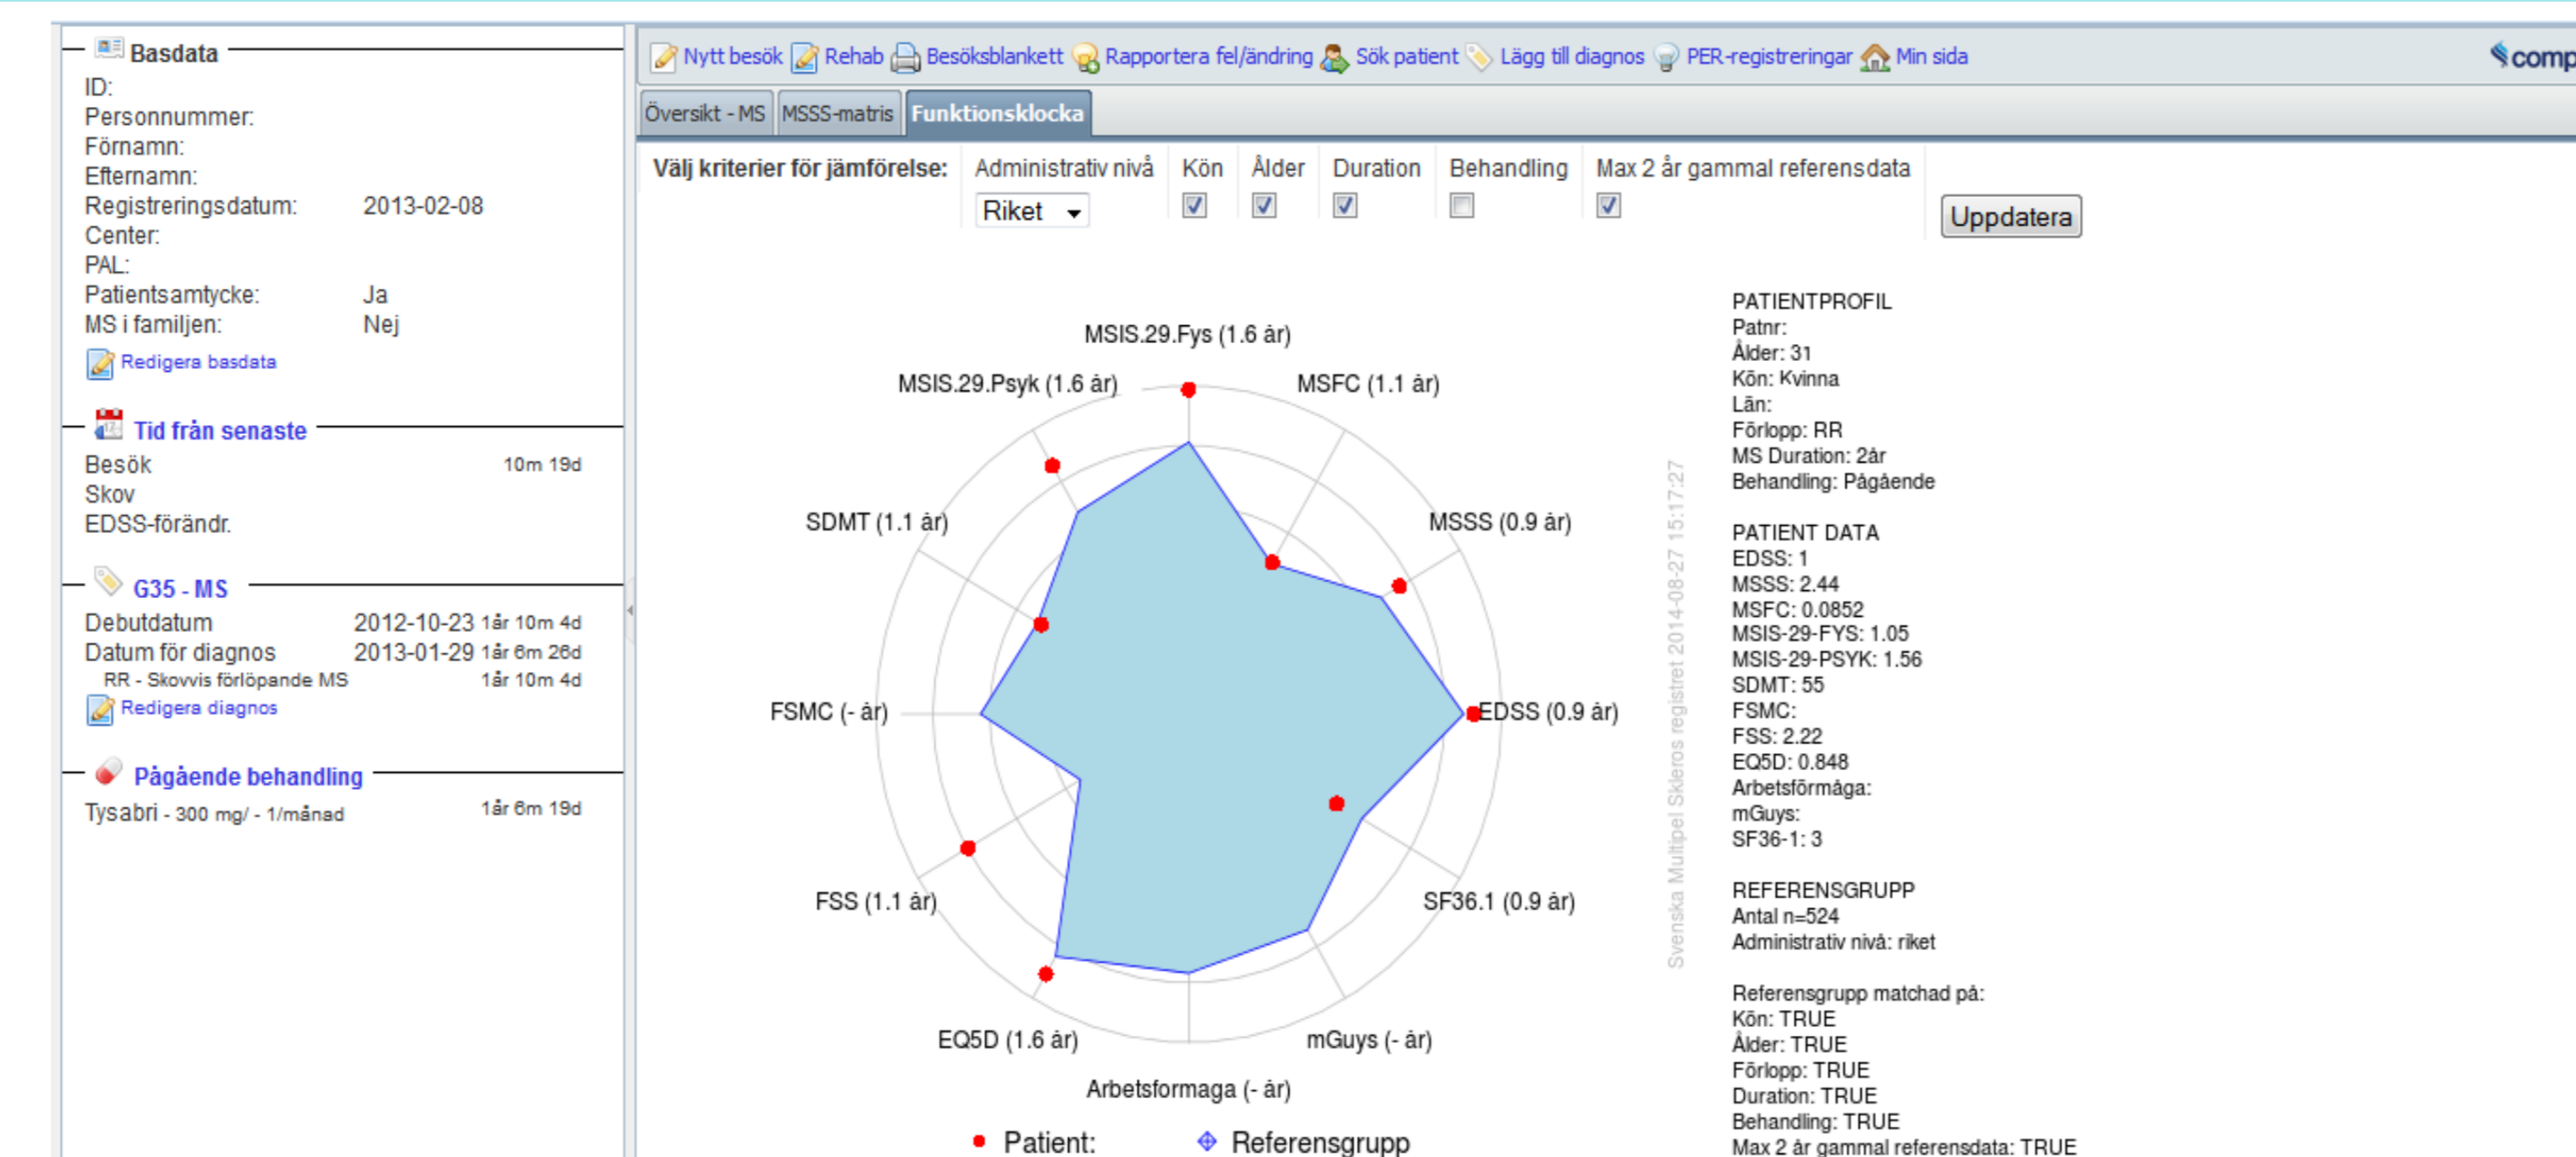 Basdata
ID:
Personnummer:
Förnamn:
Efternamn:
Registreringsdatum: 2013-02-08
Center:
PAL:
Patientsamtycke: Ja
MS i familjen: Nej
Redigera basdata
Tid från senaste
Besök 10m 19d
Skov
EDSS-förändr.
G35 - MS
Debutdatum 2012-10-23 1år 10m 4d
Datum för diagnos 2013-01-29 1år 6m 26d
RR - Skovvis förlöpande MS 1år 10m 4d
Redigera diagnos
Pågående behandling
Tysabri - 300 mg/ - 1/månad 1år 6m 19d
Nytt besök Rehab Besöksblankett Rapportera fel/ändring Sök patient Lägg till diagnos PER-registreringar Min sida
comp
Översikt - MS MSSS-matris Funktionsklocka
Välj kriterier för jämförelse: Administrativ nivå Kön Ålder Duration Behandling Max 2 år gammal referensdata
Riket
Uppdatera
MSIS.29.Fys (1.6 år)
MSIS.29.Psyk (1.6 år)
MSFC (1.1 år)
SDMT (1.1 år)
MSSS (0.9 år)
FSMC (- år)
EDSS (0.9 år)
FSS (1.1 år)
SF36.1 (0.9 år)
EQ5D (1.6 år)
mGuys (- år)
Arbetsformaga (- år)
Patient: Referensgrupp
Svenska Multipel Skleros registret 2014-08-27 15:17:27
PATIENTPROFIL
Patnr:
Ålder: 31
Kön: Kvinna
Län:
Förlopp: RR
MS Duration: 2år
Behandling: Pågående
PATIENT DATA
EDSS: 1
MSSS: 2.44
MSFC: 0.0852
MSIS-29-FYS: 1.05
MSIS-29-PSYK: 1.56
SDMT: 55
FSMC:
FSS: 2.22
EQ5D: 0.848
Arbetsförmåga:
mGuys:
SF36-1: 3
REFERENSGRUPP
Antal n=524
Administrativ nivå: riket
Referensgrupp matchad på:
Kön: TRUE
Ålder: TRUE
Förlopp: TRUE
Duration: TRUE
Behandling: TRUE
Max 2 år gammal referensdata: TRUE